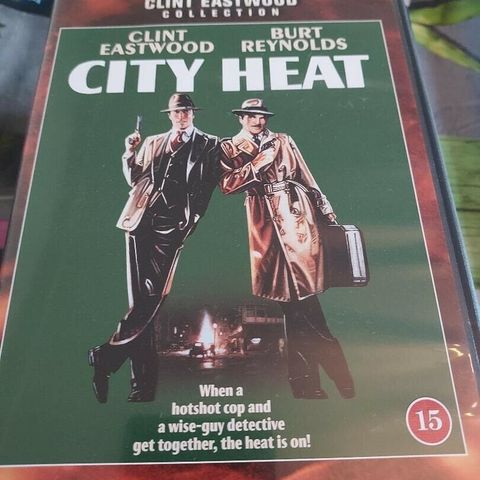 CLINT EASTWOOD
COLLECTION
CLINT BURT
EASTWOOD REYNOLDS
CITY HEAT
When a
hotshot cop and
a wise-guy detective
get together, the heat is on!
15